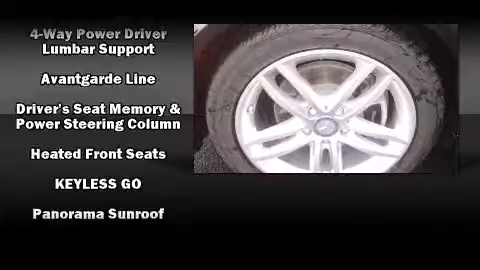 4-Way Power Driver
Lumbar Support
Avantgarde Line
Driver's Seat Memory &
Power Steering Column
Heated Front Seats
KEYLESS GO
Panorama Sunroof